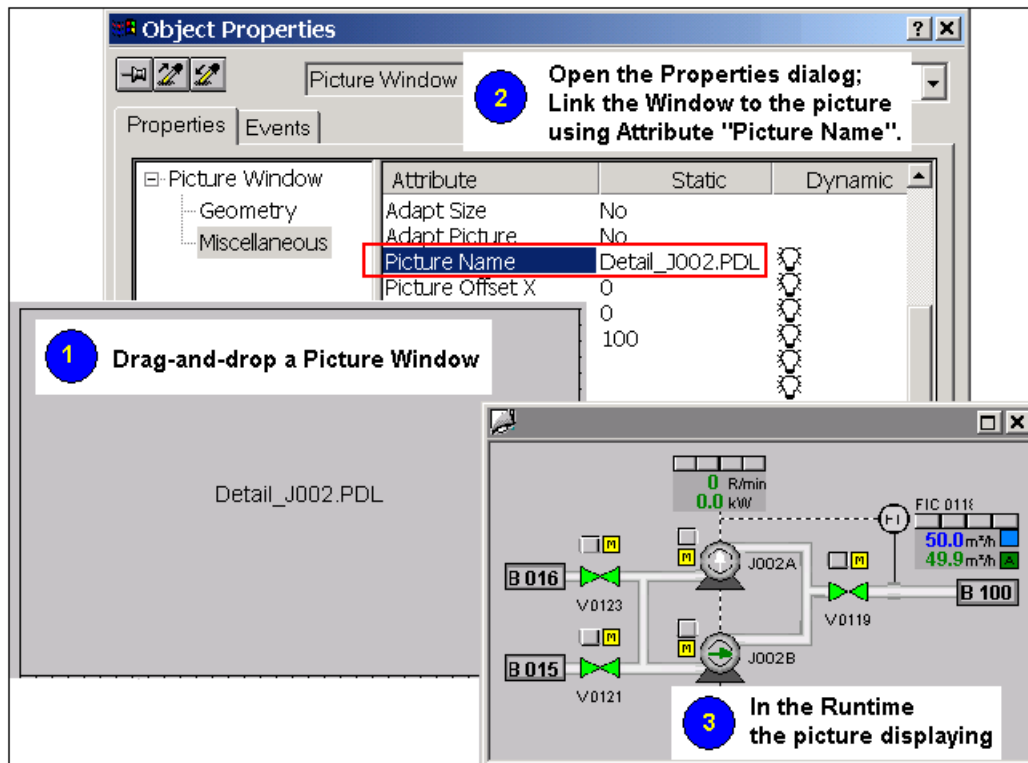 Object Properties
Picture Window
2
Open the Properties dialog;
Link the Window to the picture
using Attribute "Picture Name".
Properties Events
Picture Window
Geometry
Miscellaneous
Attribute Static Dynamic
Adapt Size No
Adapt Picture No
Picture Name Detail_J002.PDL
Picture Offset X 0
0
100
1
Drag-and-drop a Picture Window
Detail_J002.PDL
0 R/min
0.0 kW
FIC 0118
50.0 m³/h
49.9 m³/h A
M
M
J002A
M
B 016
V0123
B 100
V0119
M
M
B 015
J002B
V0121
3
In the Runtime
the picture displaying